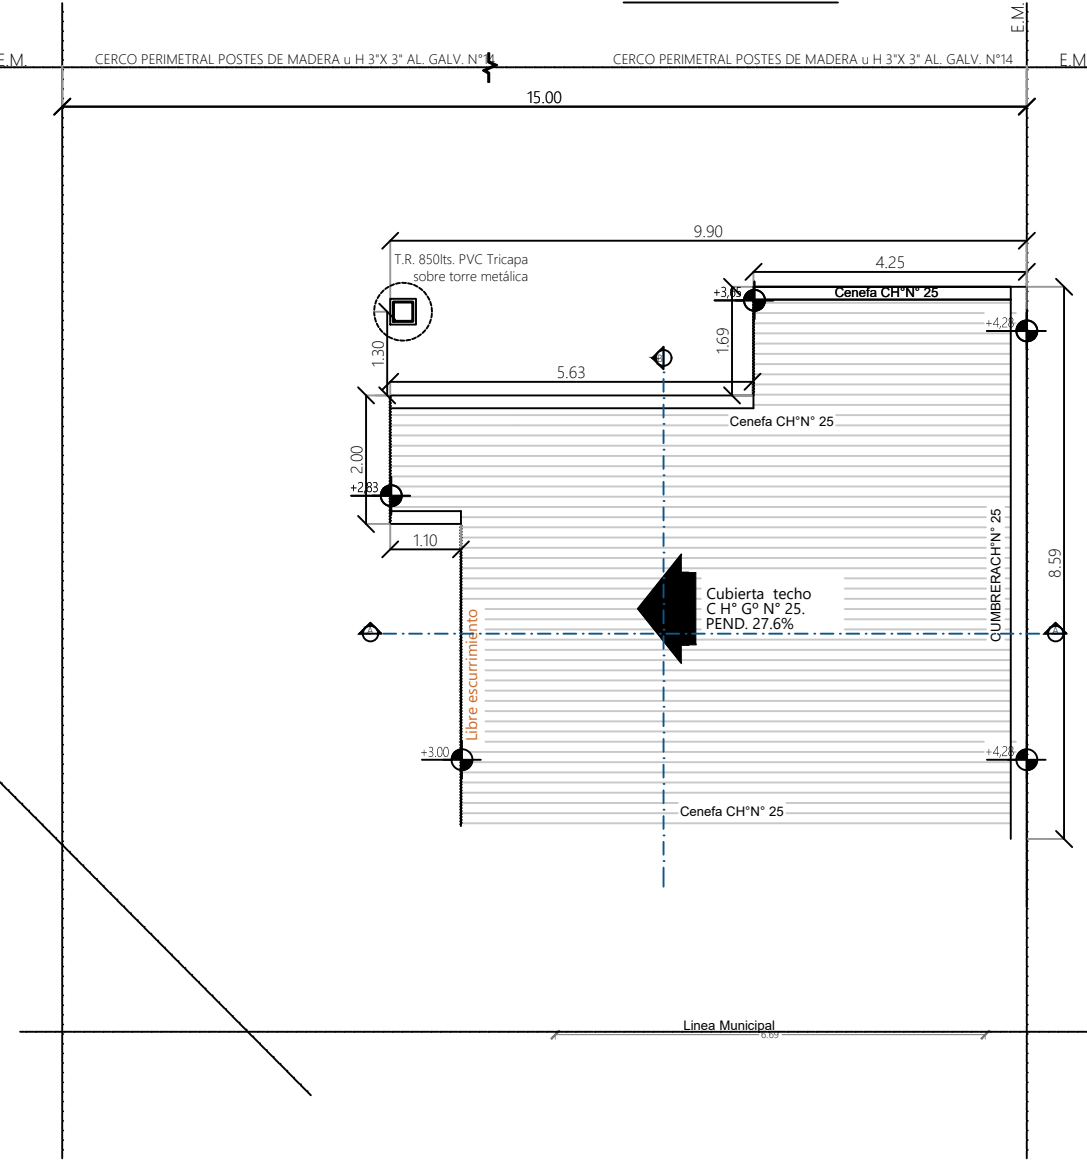 E.M.
E.M.
CERCO PERIMETRAL POSTES DE MADERA u H 3"X 3" AL. GALV. N°14
CERCO PERIMETRAL POSTES DE MADERA u H 3"X 3" AL. GALV. N°14
E.M
15.00
9.90
T.R. 850lts. PVC Tricapa
sobre torre metálica
4.25
Cenefa CH°N° 25
+4,28
1.69
1.30
5.63
Cenefa CH°N° 25
2.00
+2,83
1.10
CUMBRERACH°N° 25
8.59
Cubierta techo
C H° Gº N° 25.
PEND. 27.6%
Libre escurrimiento
+3.00
+4,28
Cenefa CH°N° 25
Linea Municipal
6.69